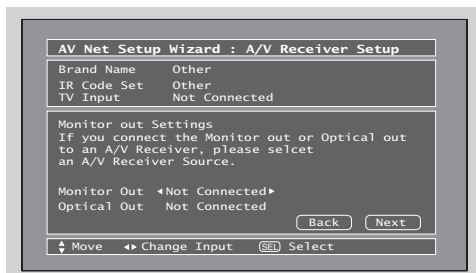 AV Net Setup Wizard : A/V Receiver Setup
Brand Name Other
IR Code Set Other
TV Input Not Connected
Monitor out Settings
If you connect the Monitor out or Optical out
to an A/V Receiver, please selcet
an A/V Receiver Source.
Monitor Out ◀Not Connected▶
Optical Out Not Connected
Back Next
Move Change Input SEL Select